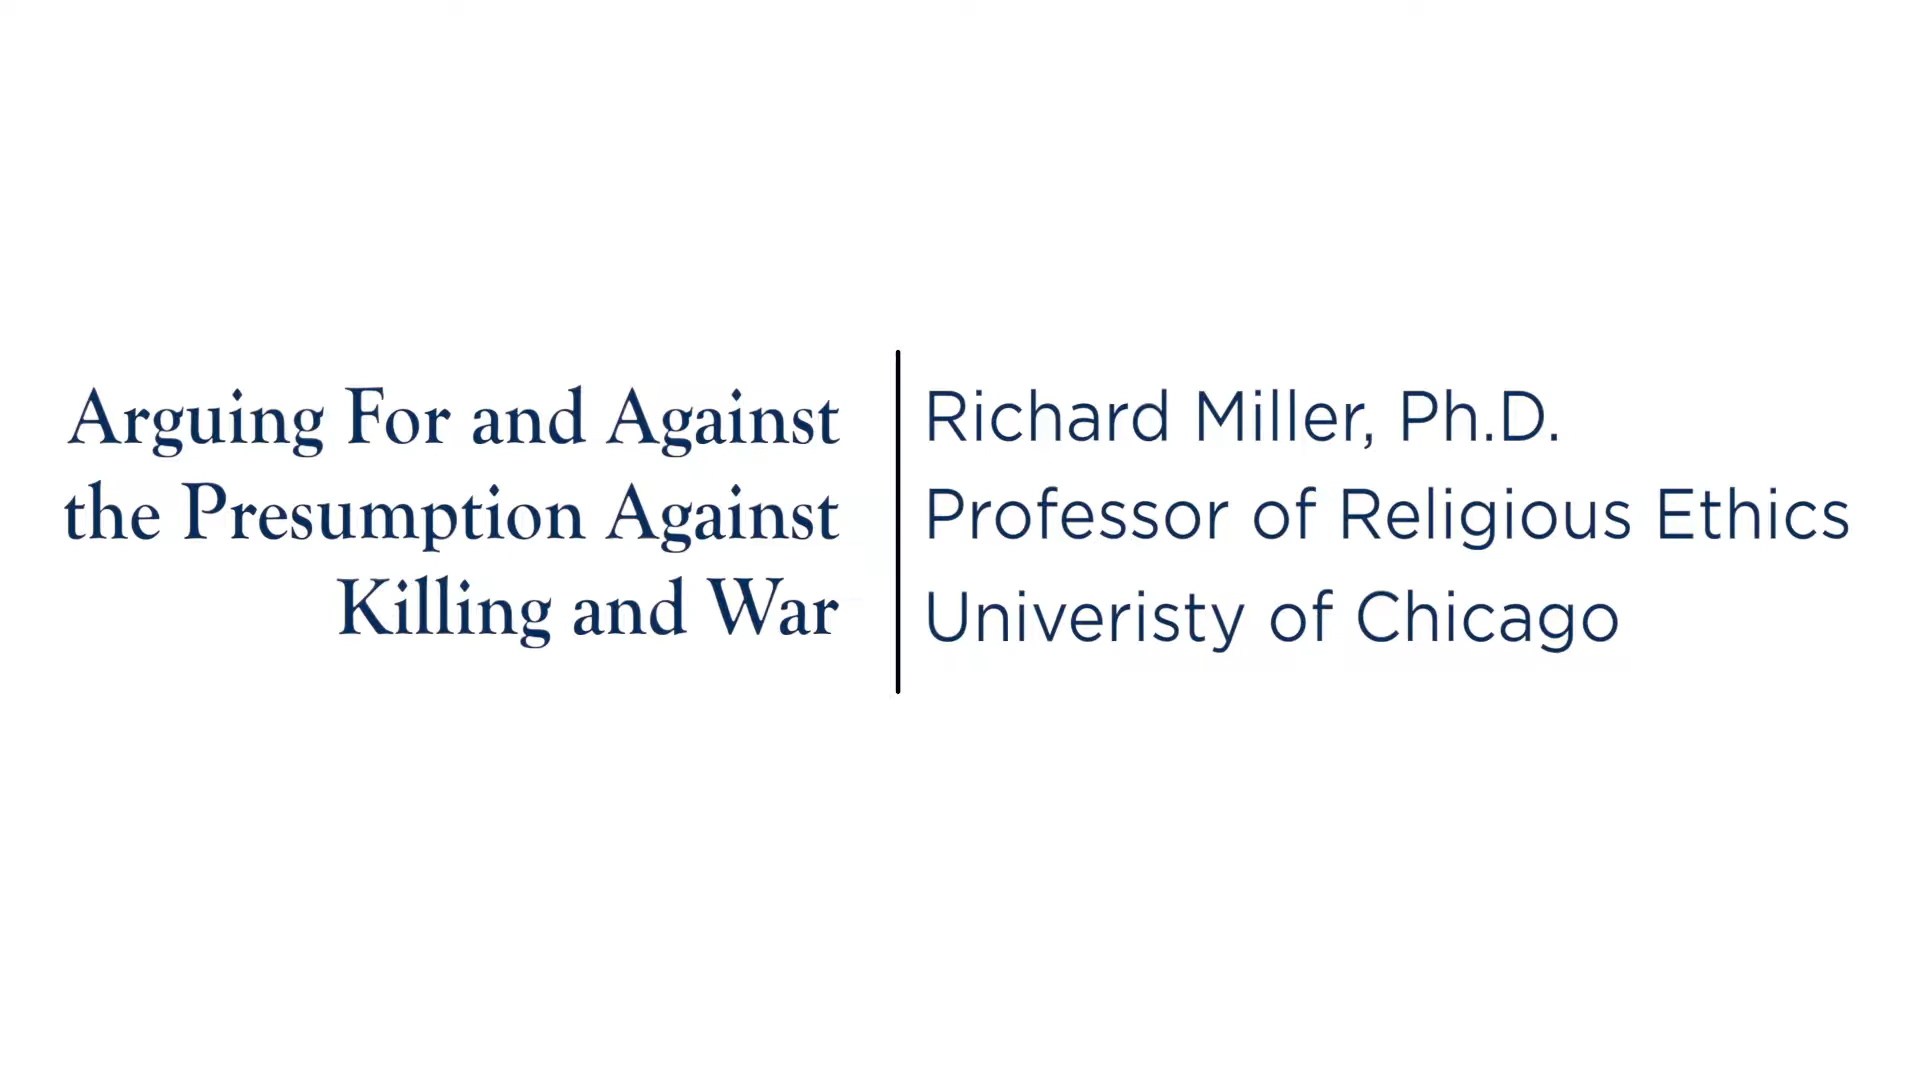 Arguing For and Against
the Presumption Against
Killing and War
Richard Miller, Ph.D.
Professor of Religious Ethics
Univeristy of Chicago